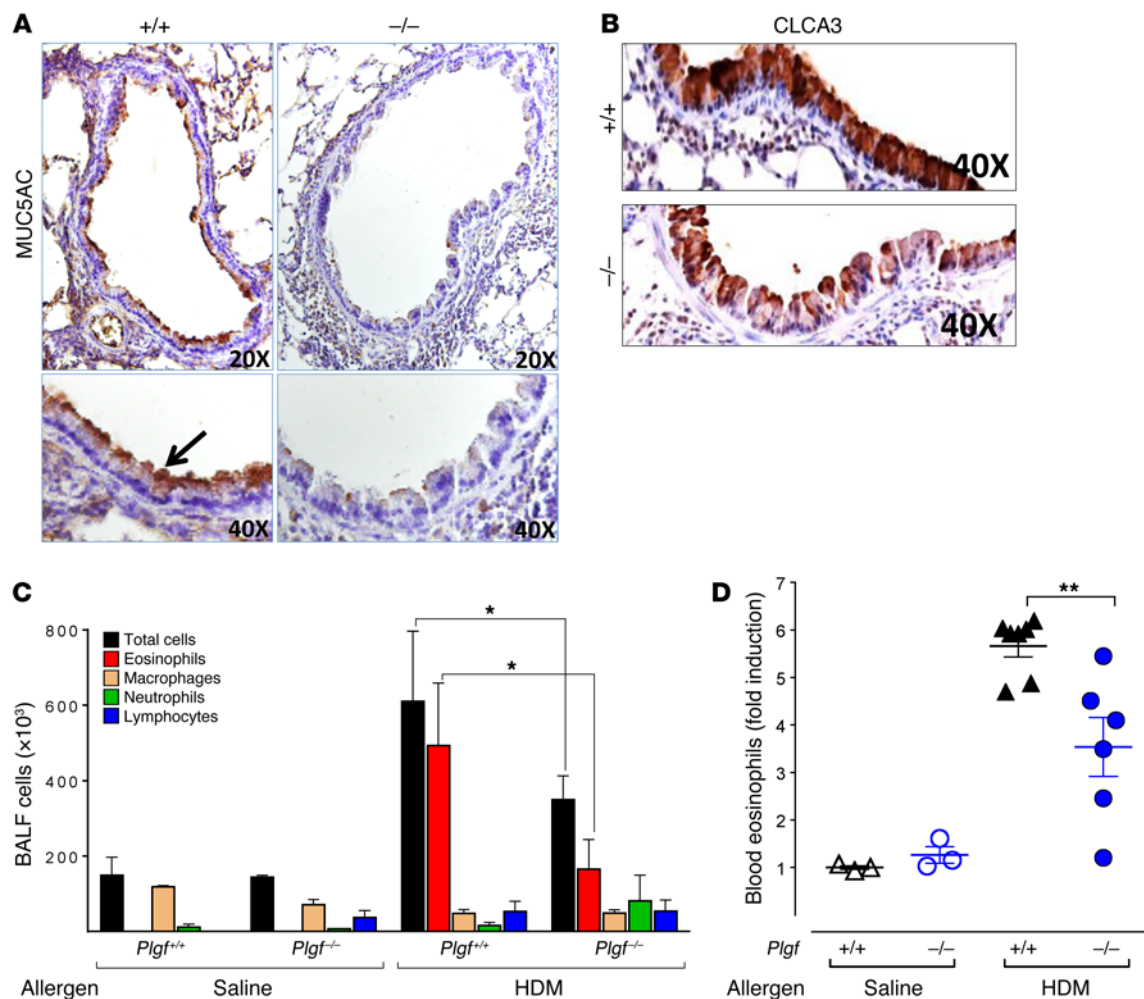 A
+/+
–/–
MUC5AC
20X
20X
40X
40X
B
CLCA3
+/+
40X
–/–
40X
C
BALF cells (×10³)
800
600
400
200
Total cells
Eosinophils
Macrophages
Neutrophils
Lymphocytes
*
*
Plgf+/+
Plgf–/–
Plgf+/+
Plgf–/–
Allergen
Saline
HDM
D
Blood eosinophils (fold induction)
7
6
5
4
3
2
1
**
Plgf
+/+
–/–
+/+
–/–
Allergen
Saline
HDM